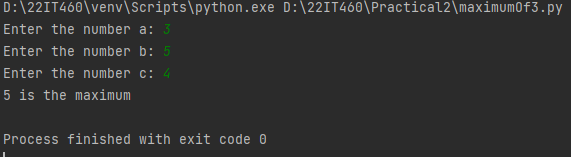 D:\22IT460\venv\Scripts\python.exe D:\22IT460\Practical2\maximumOf3.py
Enter the number a: 3
Enter the number b: 5
Enter the number c: 4
5 is the maximum
Process finished with exit code 0